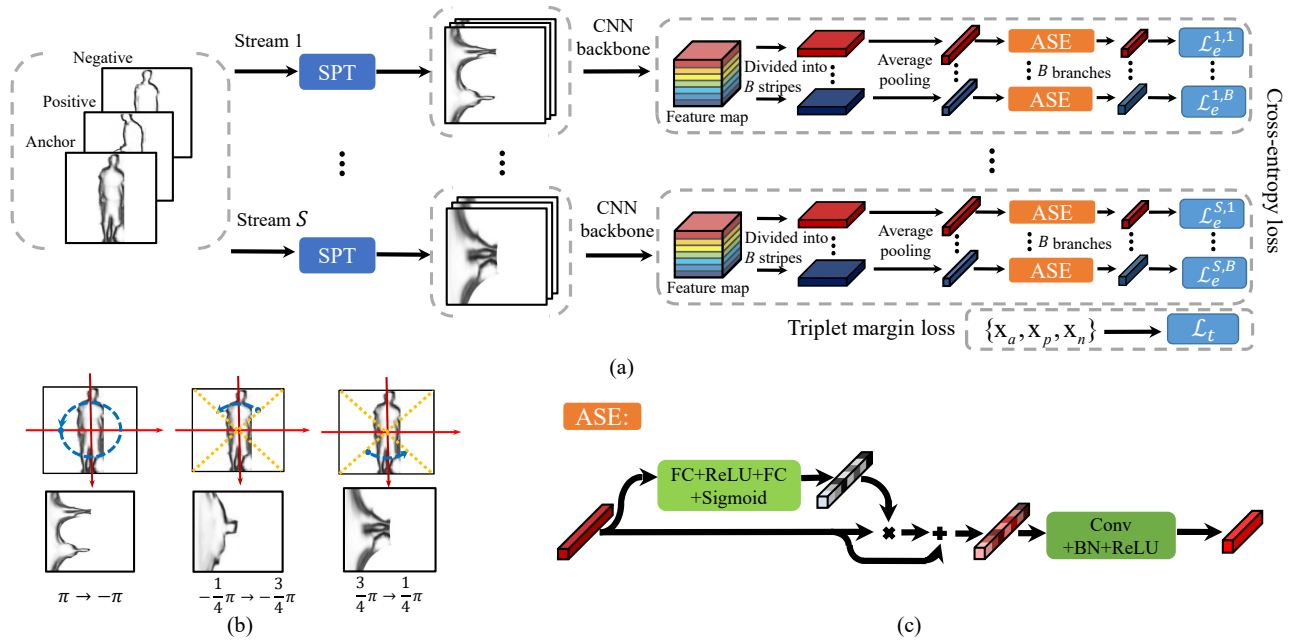 Negative
Positive
Anchor
Stream 1
SPT
CNN
backbone
Feature map
Divided into
B stripes
Average
pooling
ASE
B branches
ASE
ℒ_e^{1,1}
ℒ_e^{1,B}
Stream S
SPT
CNN
backbone
Feature map
Divided into
B stripes
Average
pooling
ASE
B branches
ASE
ℒ_e^{S,1}
ℒ_e^{S,B}
Cross-entropy loss
Triplet margin loss {x_a, x_p, x_n} ℒ_t
(a)
π → −π
−1/4π → −3/4π
3/4π → 1/4π
(b)
ASE:
FC+ReLU+FC
+Sigmoid
Conv
+BN+ReLU
(c)